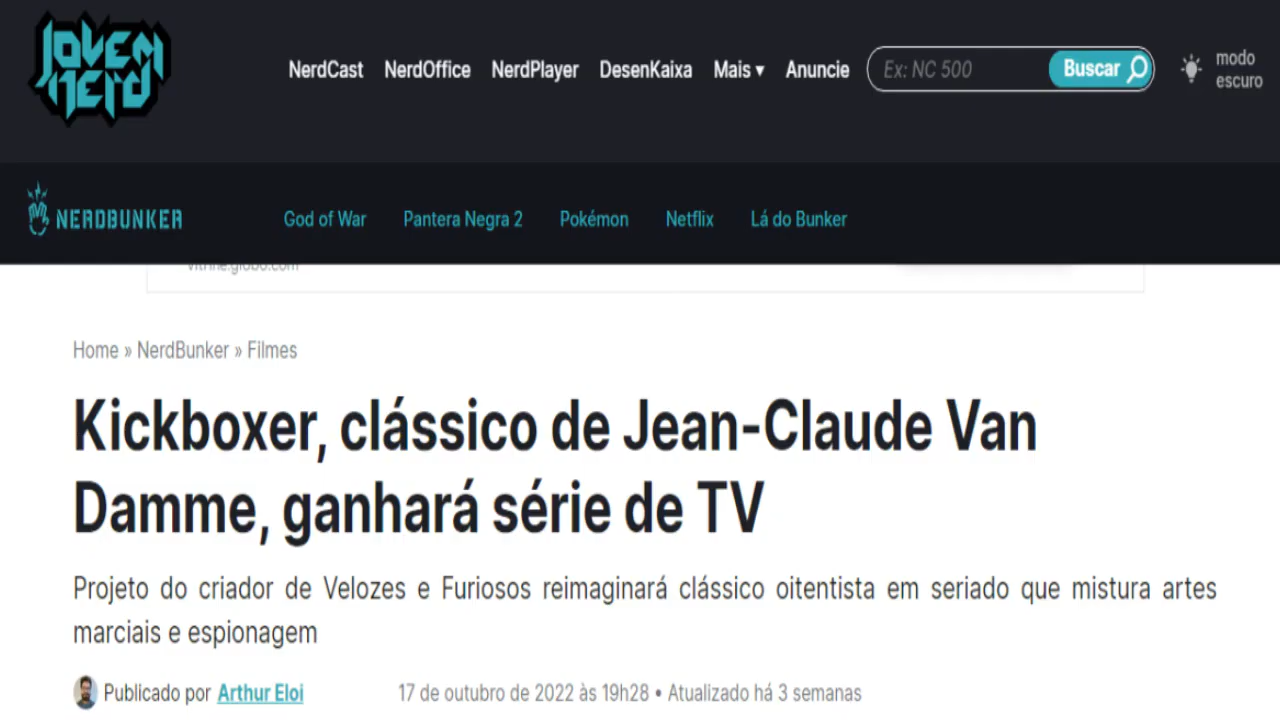 JOVEM
NERD
NerdCast NerdOffice NerdPlayer DesenKaixa Mais ▾ Anuncie Ex: NC 500 Buscar modo
escuro
NERDBUNKER God of War Pantera Negra 2 Pokémon Netflix Lá do Bunker
vitrine.globo.com
Home » NerdBunker » Filmes
Kickboxer, clássico de Jean-Claude Van
Damme, ganhará série de TV
Projeto do criador de Velozes e Furiosos reimaginará clássico oitentista em seriado que mistura artes
marciais e espionagem
Publicado por Arthur Eloi 17 de outubro de 2022 às 19h28 • Atualizado há 3 semanas